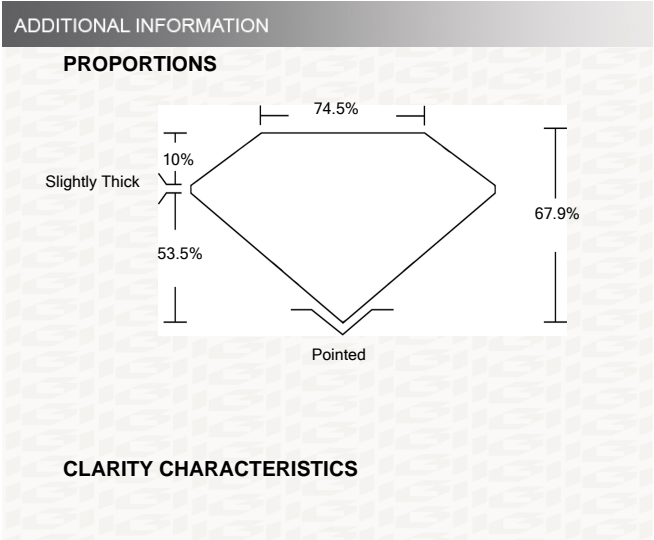 ADDITIONAL INFORMATION
PROPORTIONS
74.5%
10%
Slightly Thick
67.9%
53.5%
Pointed
CLARITY CHARACTERISTICS